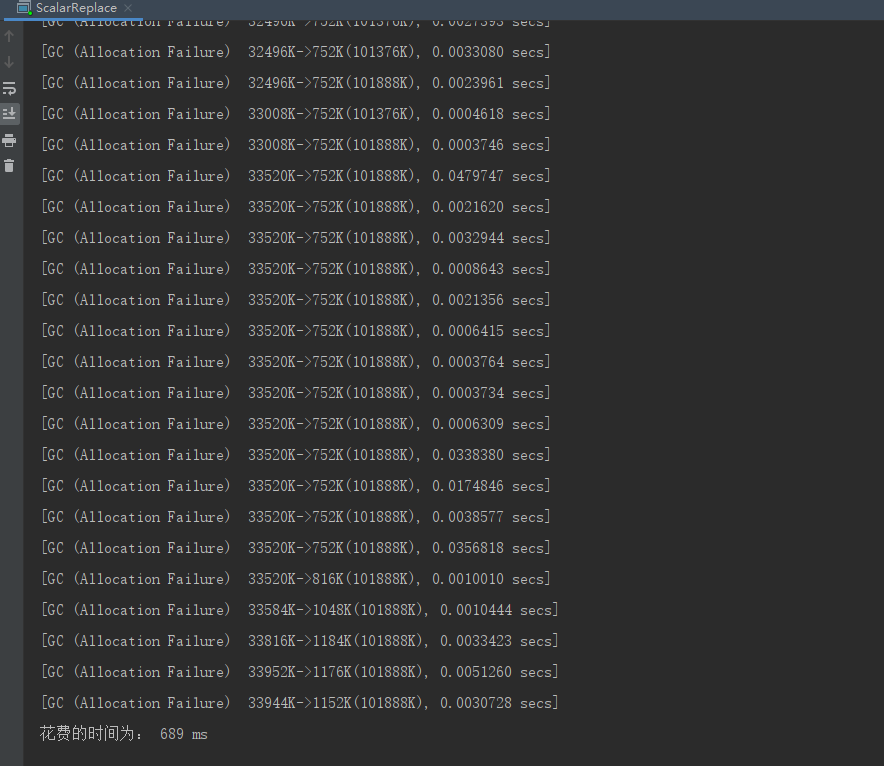 ScalarReplace
[GC (Allocation Failure)  32496K->752K(101376K), 0.0027393 secs]
[GC (Allocation Failure)  32496K->752K(101376K), 0.0033080 secs]
[GC (Allocation Failure)  32496K->752K(101888K), 0.0023961 secs]
[GC (Allocation Failure)  33008K->752K(101376K), 0.0004618 secs]
[GC (Allocation Failure)  33008K->752K(101888K), 0.0003746 secs]
[GC (Allocation Failure)  33520K->752K(101888K), 0.0479747 secs]
[GC (Allocation Failure)  33520K->752K(101888K), 0.0021620 secs]
[GC (Allocation Failure)  33520K->752K(101888K), 0.0032944 secs]
[GC (Allocation Failure)  33520K->752K(101888K), 0.0008643 secs]
[GC (Allocation Failure)  33520K->752K(101888K), 0.0021356 secs]
[GC (Allocation Failure)  33520K->752K(101888K), 0.0006415 secs]
[GC (Allocation Failure)  33520K->752K(101888K), 0.0003764 secs]
[GC (Allocation Failure)  33520K->752K(101888K), 0.0003734 secs]
[GC (Allocation Failure)  33520K->752K(101888K), 0.0006309 secs]
[GC (Allocation Failure)  33520K->752K(101888K), 0.0338380 secs]
[GC (Allocation Failure)  33520K->752K(101888K), 0.0174846 secs]
[GC (Allocation Failure)  33520K->752K(101888K), 0.0038577 secs]
[GC (Allocation Failure)  33520K->752K(101888K), 0.0356818 secs]
[GC (Allocation Failure)  33520K->816K(101888K), 0.0010010 secs]
[GC (Allocation Failure)  33584K->1048K(101888K), 0.0010444 secs]
[GC (Allocation Failure)  33816K->1184K(101888K), 0.0033423 secs]
[GC (Allocation Failure)  33952K->1176K(101888K), 0.0051260 secs]
[GC (Allocation Failure)  33944K->1152K(101888K), 0.0030728 secs]
花费的时间为： 689 ms